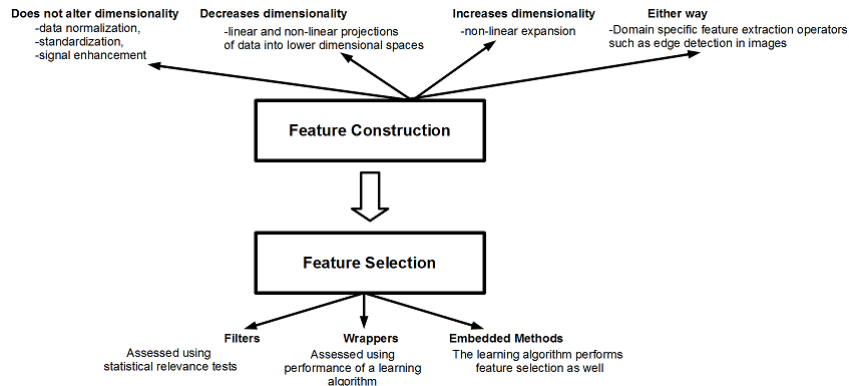 Does not alter dimensionality
-data normalization,
-standardization,
-signal enhancement
Decreases dimensionality
-linear and non-linear projections
of data into lower dimensional spaces
Increases dimensionality
-non-linear expansion
Either way
-Domain specific feature extraction operators
such as edge detection in images
Feature Construction
Feature Selection
Filters
Assessed using
statistical relevance tests
Wrappers
Assessed using
performance of a learning
algorithm
Embedded Methods
The learning algorithm performs
feature selection as well